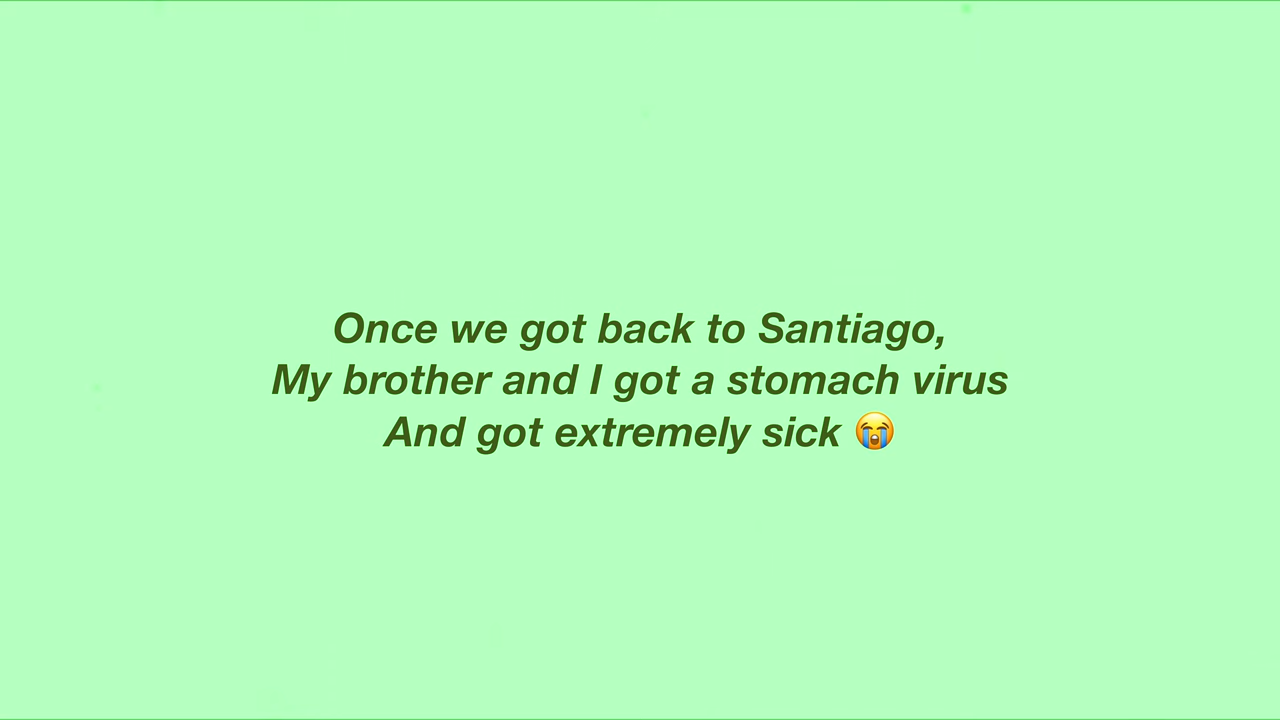 Once we got back to Santiago,
My brother and I got a stomach virus
And got extremely sick 😭